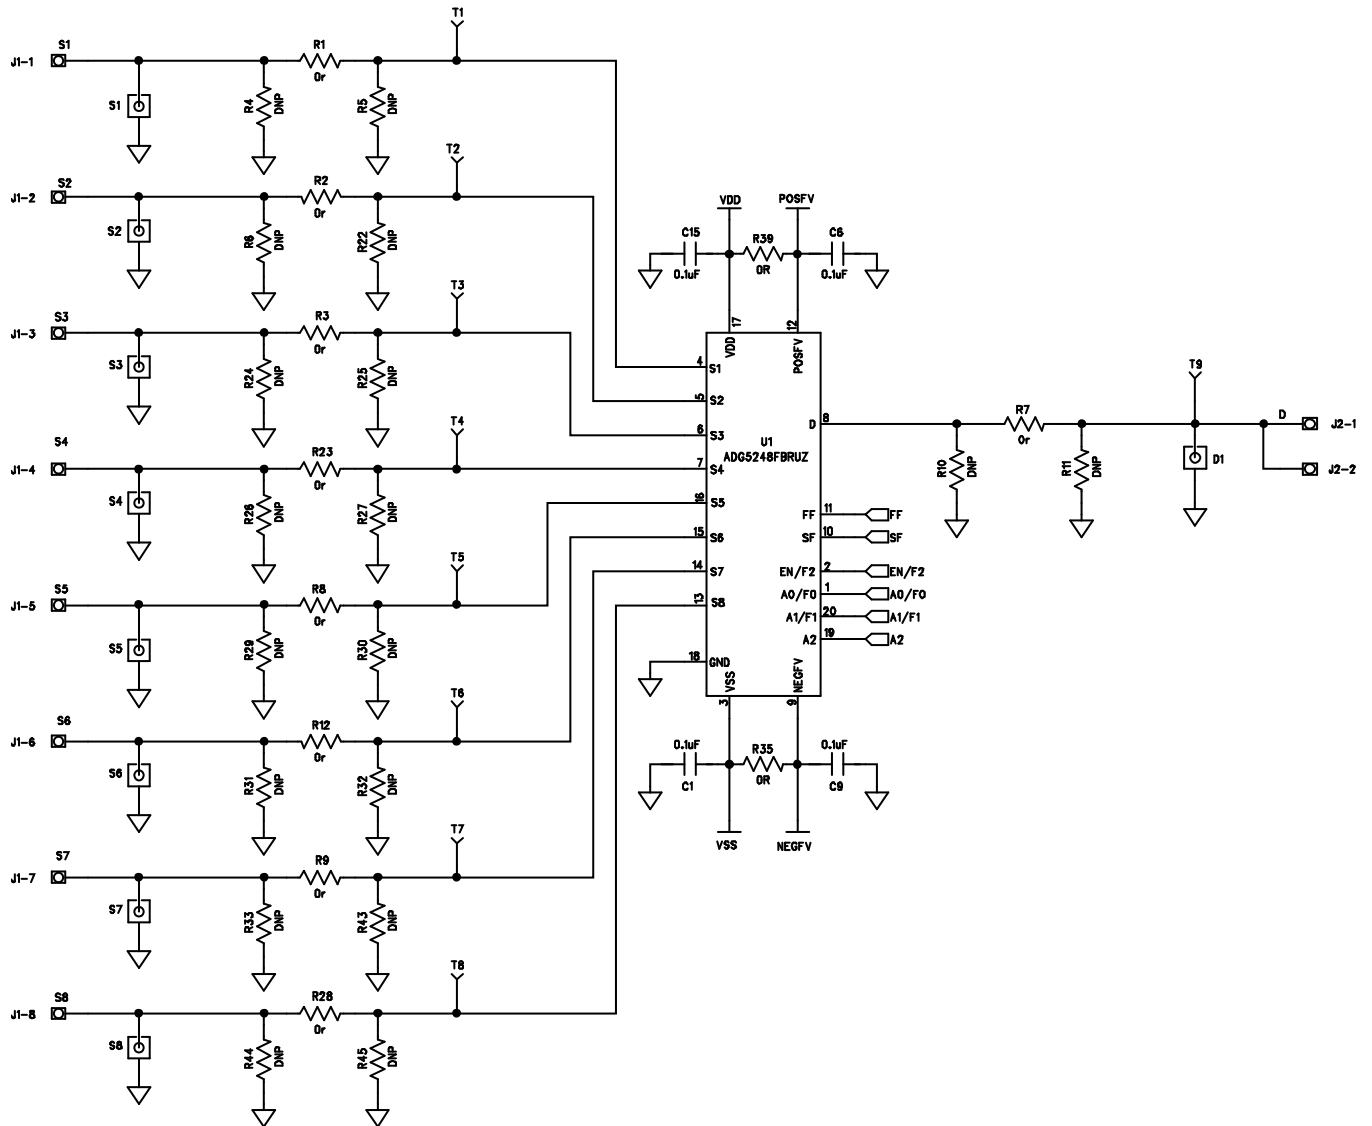 T1
S1
J1-1
R1
0r
S1
R4
DNP
R5
DNP
T2
S2
J1-2
R2
0r
S2
R6
DNP
R22
DNP
T3
S3
J1-3
R3
0r
S3
R24
DNP
R25
DNP
T4
S4
J1-4
R23
0r
S4
R26
DNP
R27
DNP
T5
S5
J1-5
R8
0r
S5
R29
DNP
R30
DNP
T6
S6
J1-6
R12
0r
S6
R31
DNP
R32
DNP
T7
S7
J1-7
R9
0r
S7
R33
DNP
R43
DNP
T8
S8
J1-8
R28
0r
S8
R44
DNP
R45
DNP
VDD
POSFV
C15
0.1uF
R39
0R
C6
0.1uF
17
12
VDD
POSFV
4
S1
5
S2
6
S3
7
S4
16
S5
15
S6
14
S7
13
S8
18
GND
U1
ADG5248FBRUZ
D
8
FF
11
FF
SF
10
SF
EN/F2
2
EN/F2
A0/F0
1
A0/F0
A1/F1
20
A1/F1
A2
19
A2
VSS
NEGFV
3
9
0.1uF
C1
R35
0R
0.1uF
C9
VSS
NEGFV
T9
R7
0r
R10
DNP
R11
DNP
D1
D
J2-1
J2-2